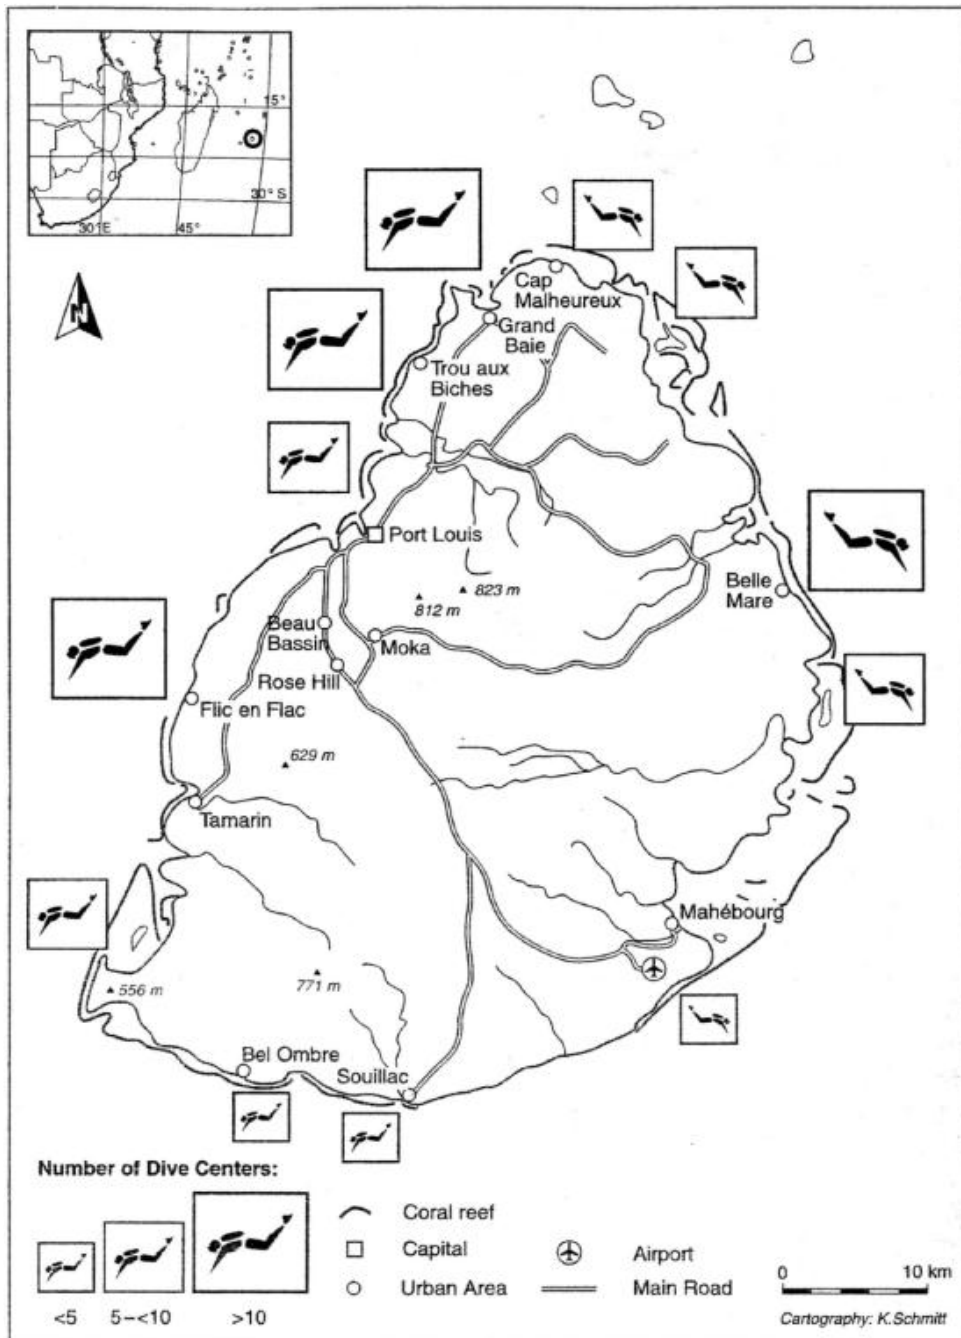 15°
30° S
301E
45°
N
Cap
Malheureux
Grand
Baie
Trou aux
Biches
Port Louis
823 m
812 m
Belle
Mare
Beau
Bassin
Moka
Rose Hill
Flic en Flac
629 m
Tamarin
Mahébourg
771 m
556 m
Bel Ombre
Souillac
Number of Dive Centers:
<5
5–<10
>10
Coral reef
Capital
Urban Area
Airport
Main Road
0
10 km
Cartography: K.Schmitt